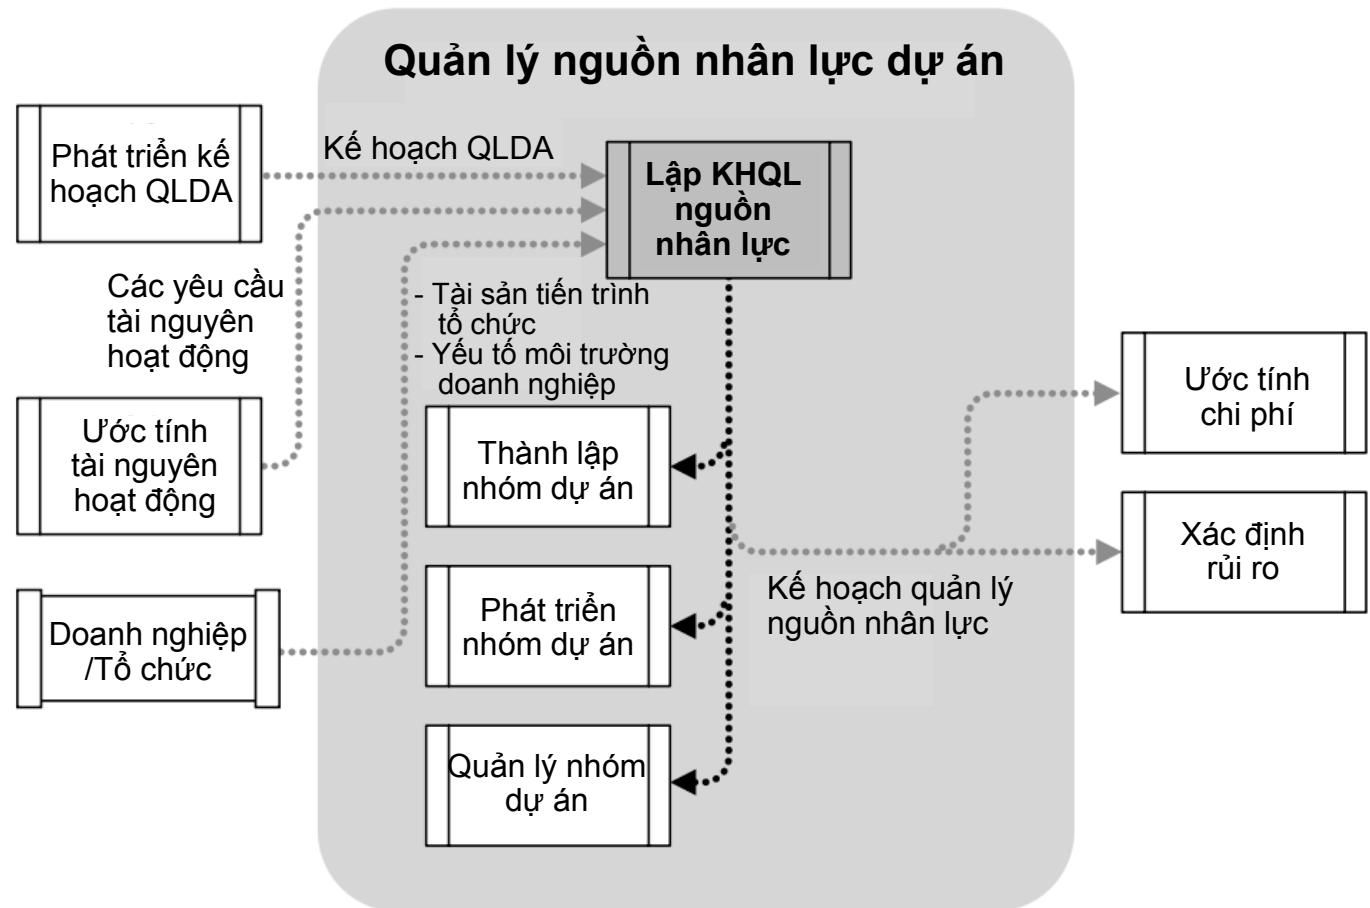 Quản lý nguồn nhân lực dự án
Phát triển kế
hoạch QLDA
Kế hoạch QLDA
Lập KHQL
nguồn
nhân lực
Các yêu cầu
tài nguyên
hoạt động
- Tài sản tiến trình
tổ chức
- Yếu tố môi trường
doanh nghiệp
Ước tính
tài nguyên
hoạt động
Thành lập
nhóm dự án
Ước tính
chi phí
Xác định
rủi ro
Doanh nghiệp
/Tổ chức
Phát triển
nhóm dự án
Kế hoạch quản lý
nguồn nhân lực
Quản lý nhóm
dự án